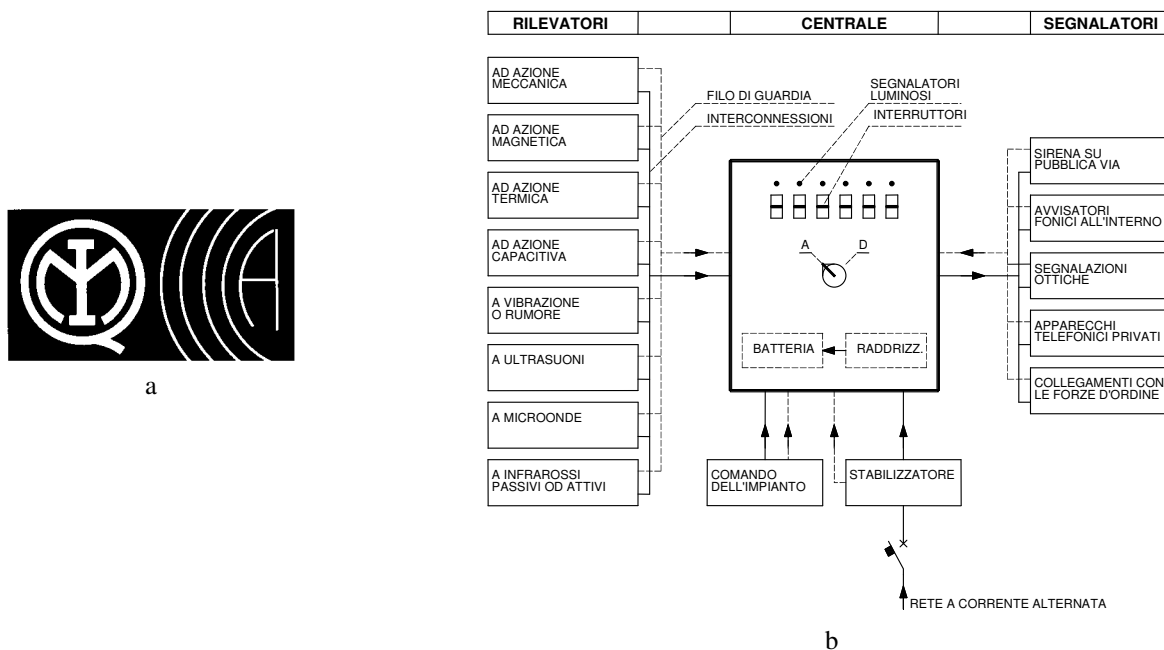 RILEVATORI
CENTRALE
SEGNALATORI
AD AZIONE
MECCANICA
AD AZIONE
MAGNETICA
AD AZIONE
TERMICA
AD AZIONE
CAPACITIVA
A VIBRAZIONE
O RUMORE
A ULTRASUONI
A MICROONDE
A INFRAROSSI
PASSIVI OD ATTIVI
FILO DI GUARDIA
INTERCONNESSIONI
SEGNALATORI
LUMINOSI
INTERRUTTORI
A D
BATTERIA
RADDRIZZ.
COMANDO
DELL'IMPIANTO
STABILIZZATORE
RETE A CORRENTE ALTERNATA
SIRENA SU
PUBBLICA VIA
AVVISATORI
FONICI ALL'INTERNO
SEGNALAZIONI
OTTICHE
APPARECCHI
TELEFONICI PRIVATI
COLLEGAMENTI CON
LE FORZE D'ORDINE
a
b